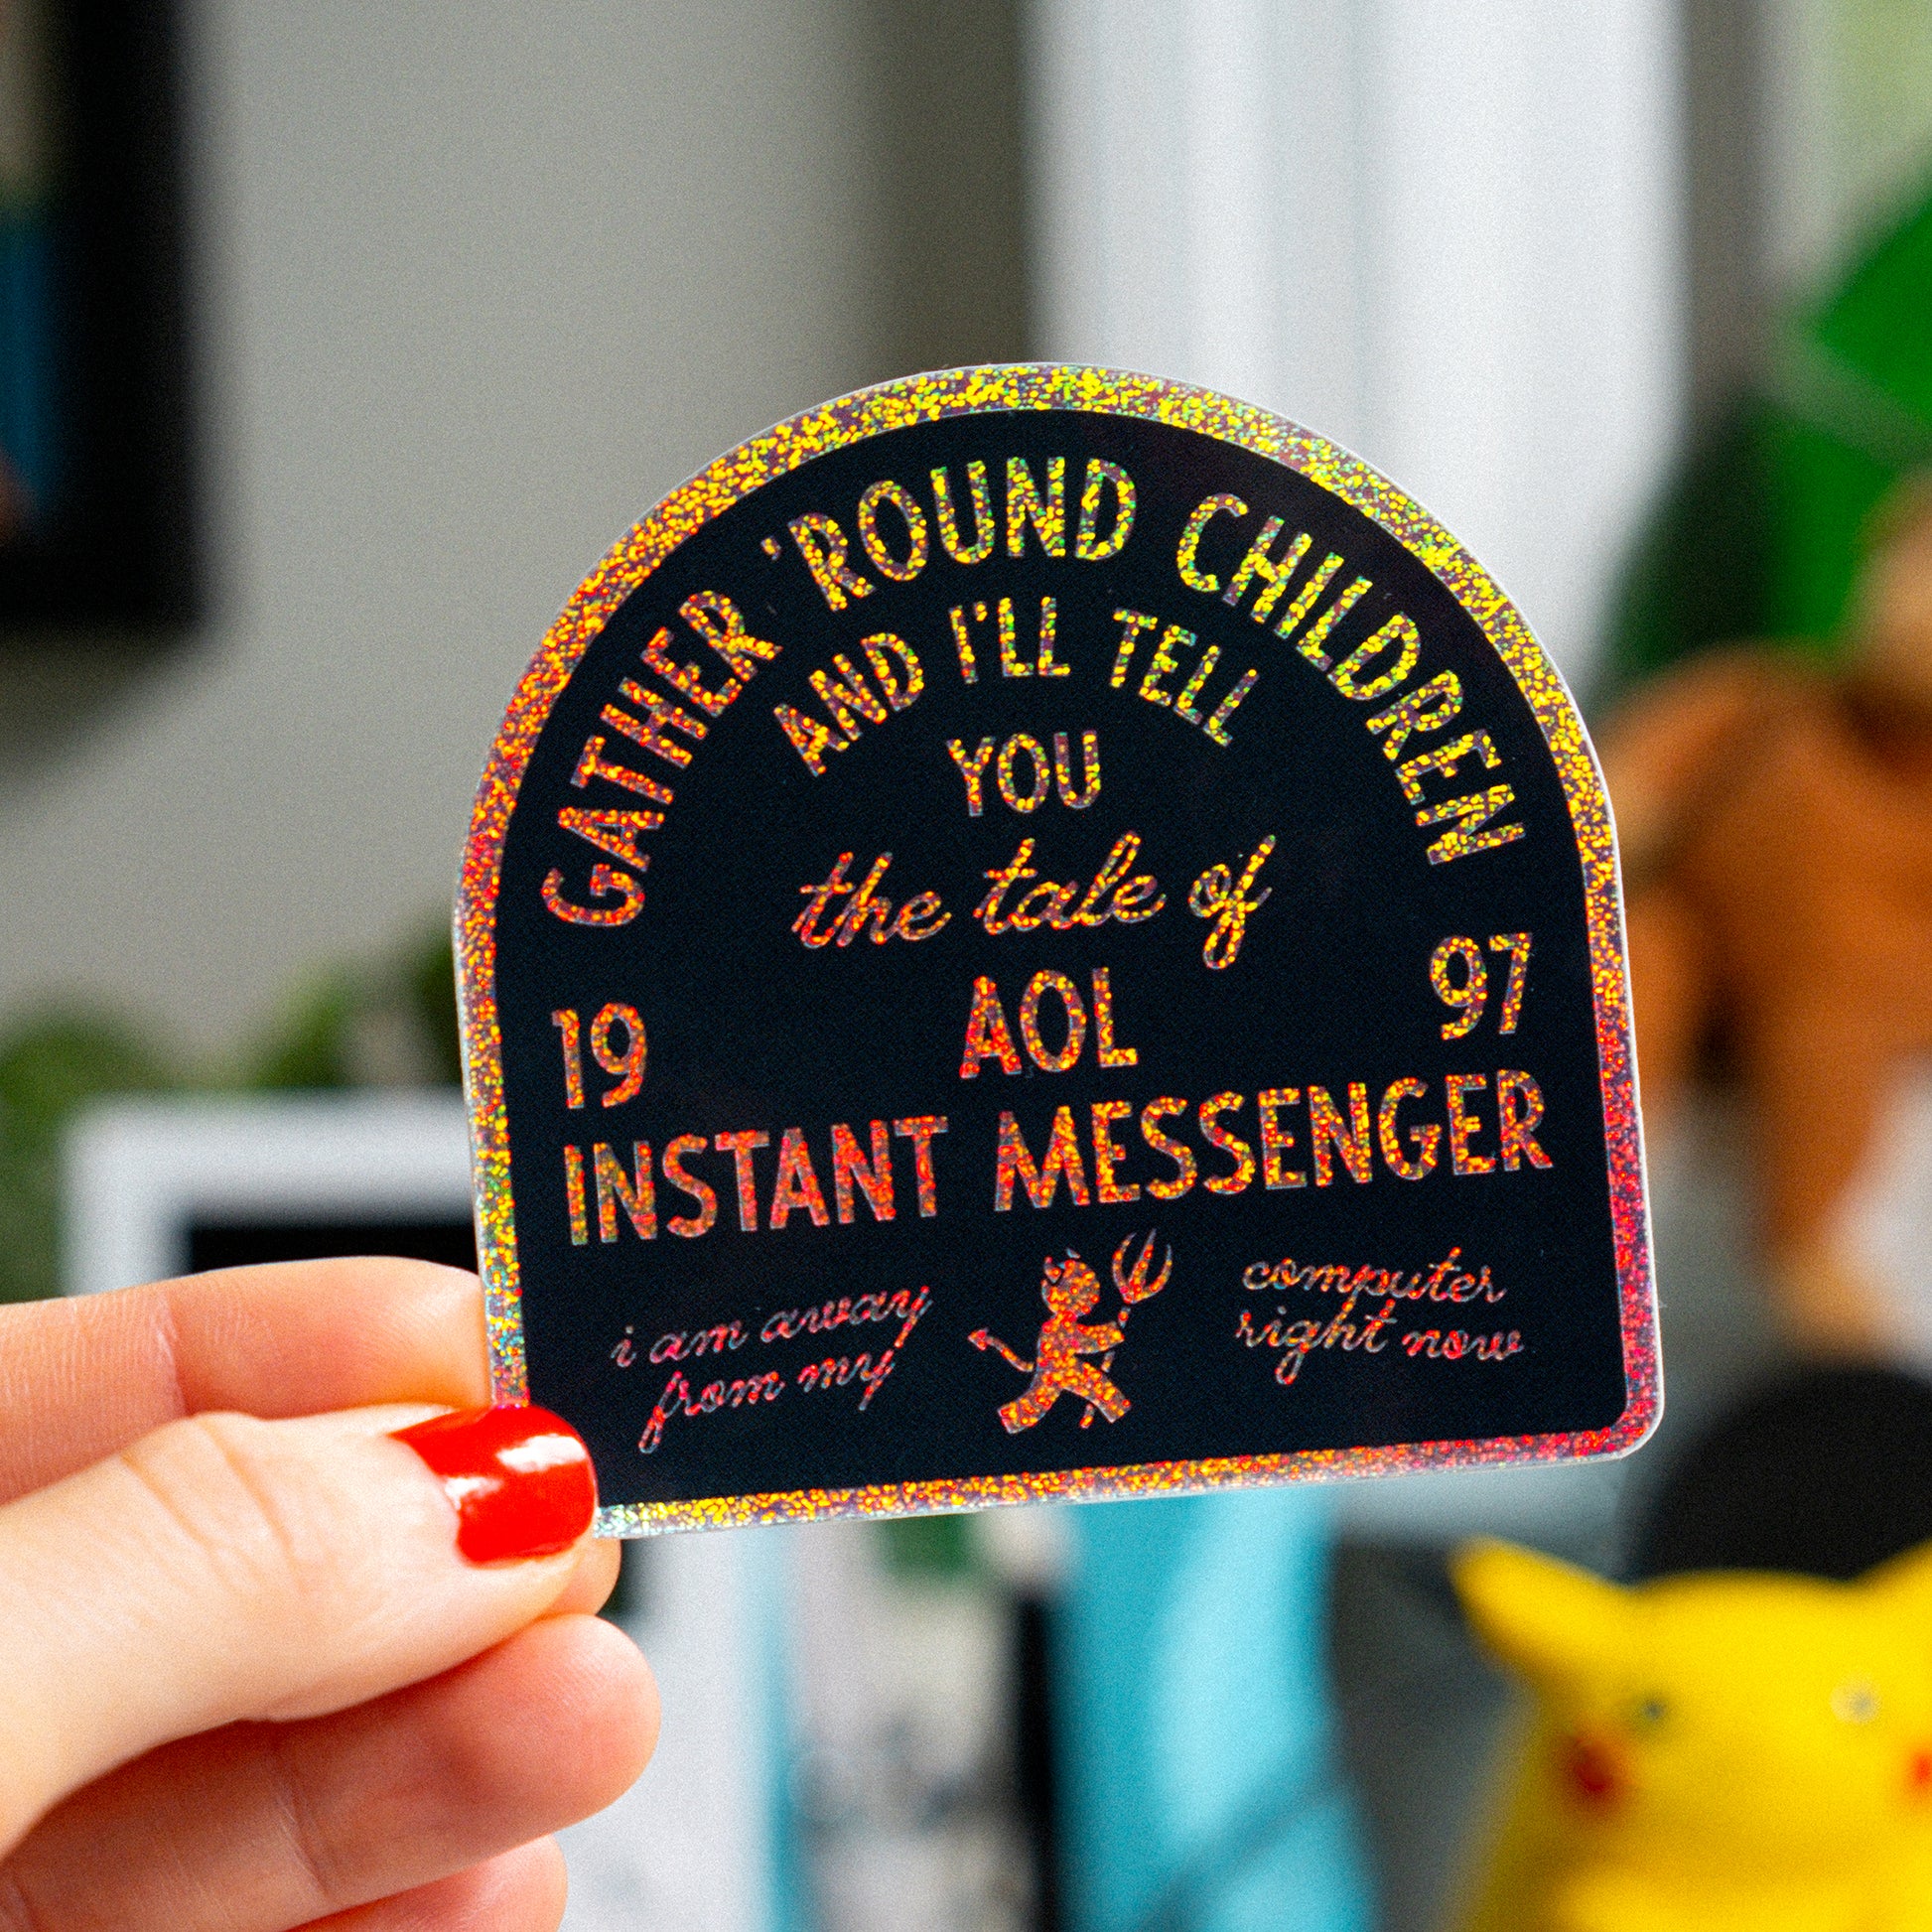 GATHER 'ROUND CHILDREN
AND I'LL TELL
YOU
the tale of
19 AOL 97
INSTANT MESSENGER
i am away computer
from my right now